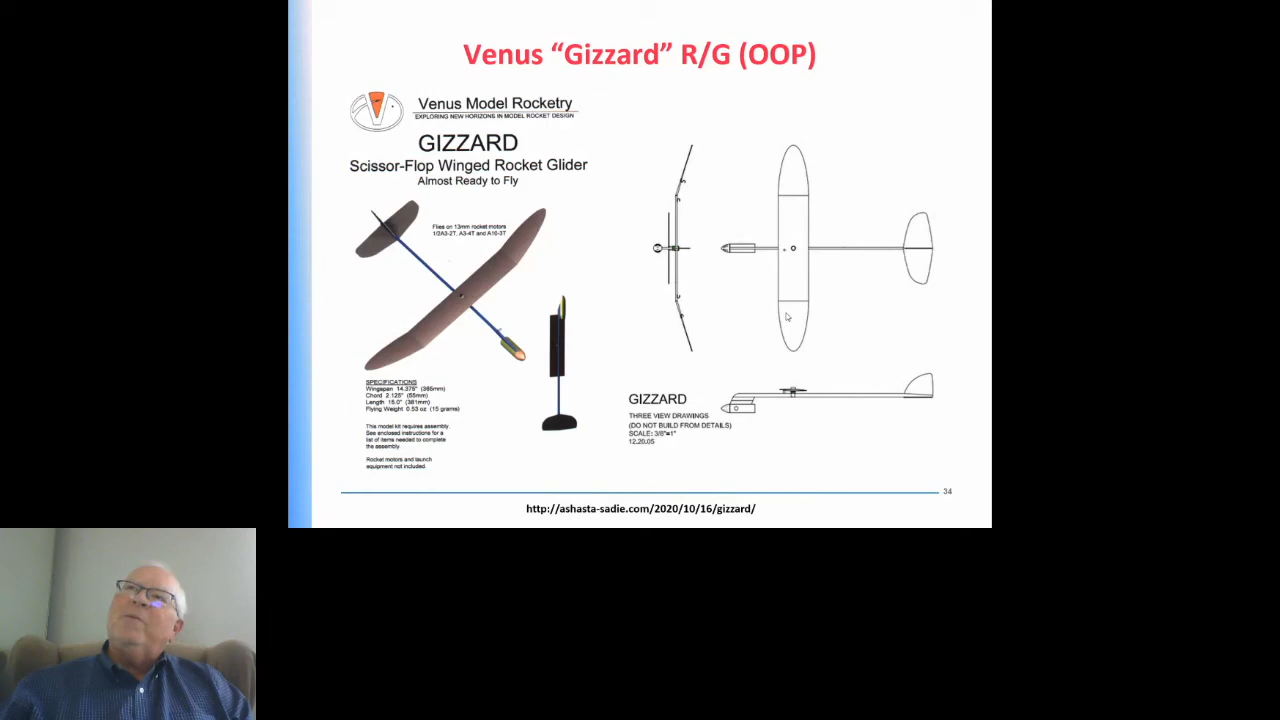 Venus “Gizzard” R/G (OOP)
Venus Model Rocketry
EXPLORING NEW HORIZONS IN MODEL ROCKET DESIGN
GIZZARD
Scissor-Flop Winged Rocket Glider
Almost Ready to Fly
Flies on 13mm rocket motors
1/2A3-2T, A3-4T and A10-3T
SPECIFICATIONS
Wingspan 14.375" (365mm)
Chord 2.125" (55mm)
Length 15.0" (381mm)
Flying Weight 0.53 oz (15 grams)
This model kit requires assembly.
See enclosed instructions for a
list of items needed to complete
the assembly.
Rocket motors and launch
equipment not included.
GIZZARD
THREE VIEW DRAWINGS
(DO NOT BUILD FROM DETAILS)
SCALE: 3/8"=1"
12.20.05
34
http://ashasta-sadie.com/2020/10/16/gizzard/